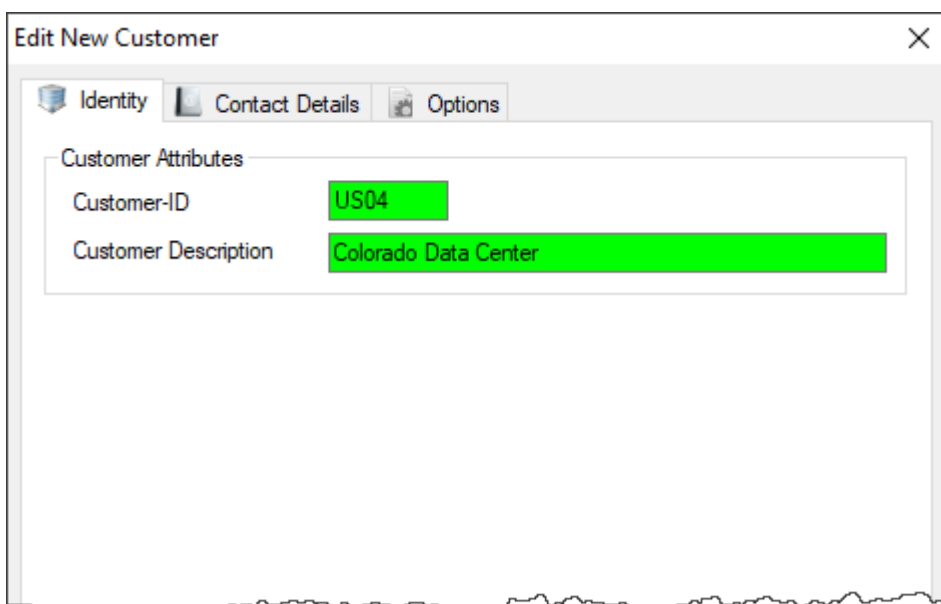 Edit New Customer
Identity Contact Details Options
Customer Attributes
Customer-ID US04
Customer Description Colorado Data Center